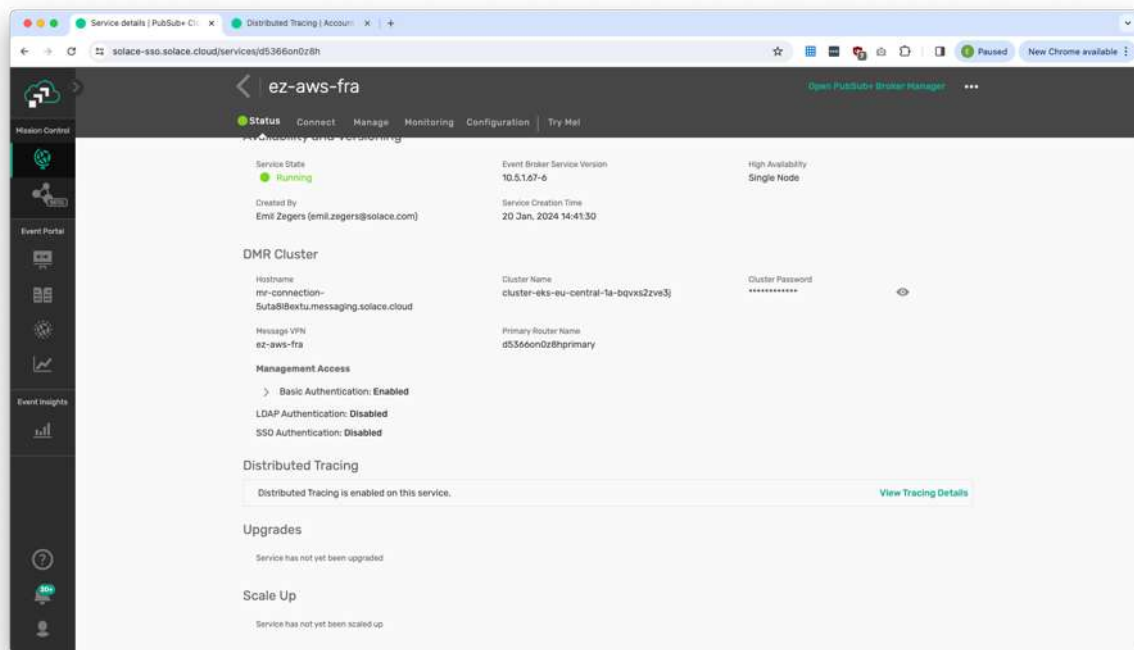 Service details | PubSub+ Cl
Distributed Tracing | Account
solace-sso.solace.cloud/services/d5366on0z8h
Paused
New Chrome available
ez-aws-fra
Open PubSub+ Broker Manager
Mission Control
Status
Connect
Manage
Monitoring
Configuration
Try Me!
Availability and Versioning
Service State
Event Broker Service Version
High Availability
Running
10.5.1.67-6
Single Node
Created By
Service Creation Time
Emil Zegers (emil.zegers@solace.com)
20 Jan, 2024 14:41:30
Event Portal
DMR Cluster
Hostname
Cluster Name
Cluster Password
mr-connection-
5uta8l8extu.messaging.solace.cloud
cluster-eks-eu-central-1a-bqvxs2zve3j
************
Message VPN
Primary Router Name
ez-aws-fra
d5366on0z8hprimary
Management Access
Basic Authentication: Enabled
Event Insights
LDAP Authentication: Disabled
SSO Authentication: Disabled
Distributed Tracing
Distributed Tracing is enabled on this service.
View Tracing Details
Upgrades
Service has not yet been upgraded
20+
Scale Up
Service has not yet been scaled up